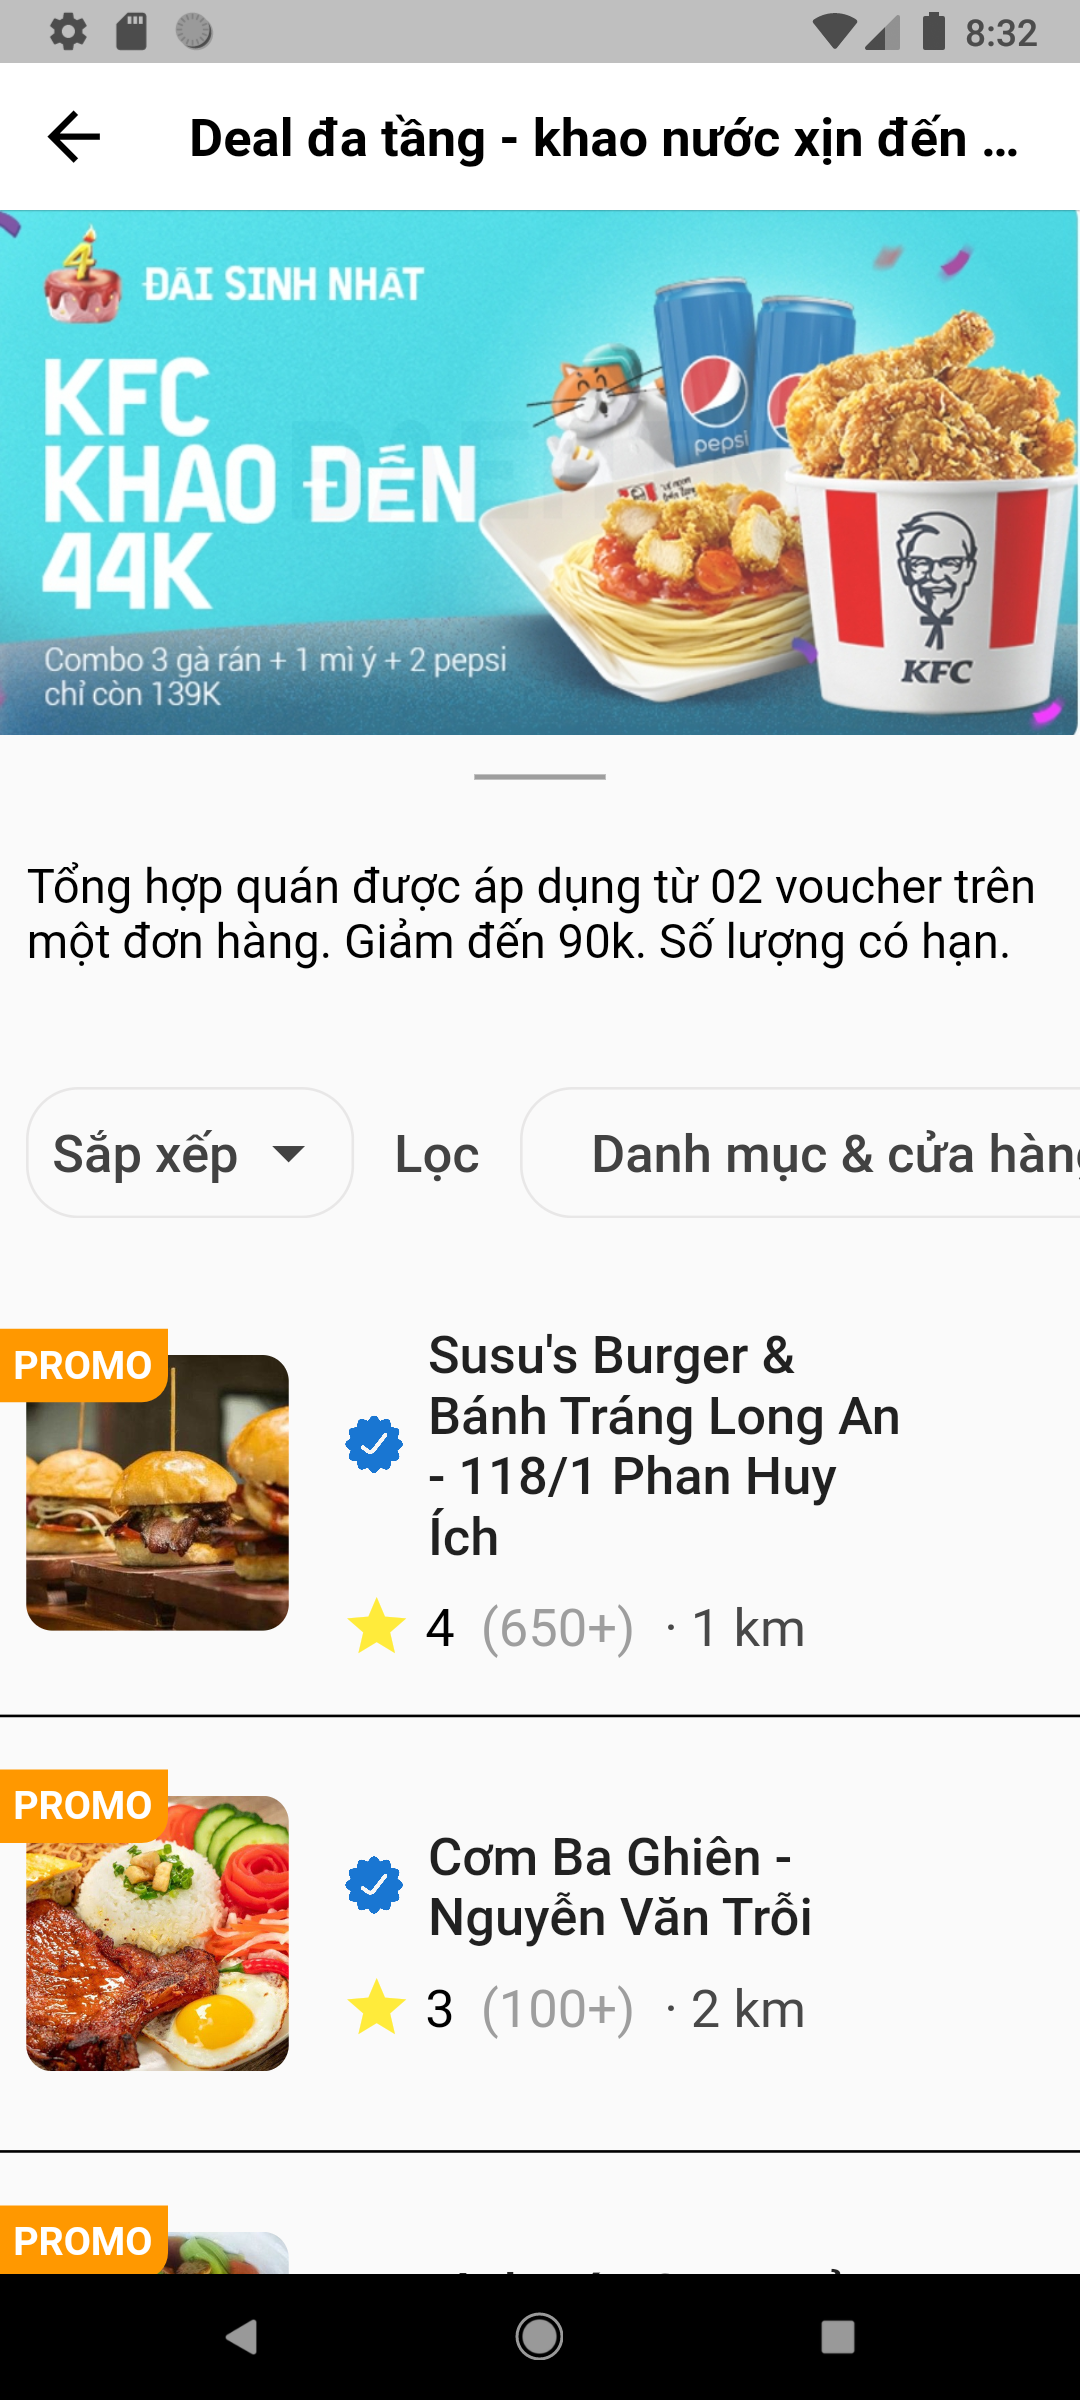 8:32
Deal đa tầng - khao nước xịn đến ...
4
ĐÃI SINH NHẬT
KFC
KHAO ĐẾN
44K
Combo 3 gà rán + 1 mì ý + 2 pepsi
chỉ còn 139K
pepsi
KFC
Tổng hợp quán được áp dụng từ 02 voucher trên
một đơn hàng. Giảm đến 90k. Số lượng có hạn.
Sắp xếp
Lọc
Danh mục & cửa hàng
PROMO
Susu's Burger &
Bánh Tráng Long An
- 118/1 Phan Huy
Ích
4 (650+) · 1 km
PROMO
Cơm Ba Ghiên -
Nguyễn Văn Trỗi
3 (100+) · 2 km
PROMO